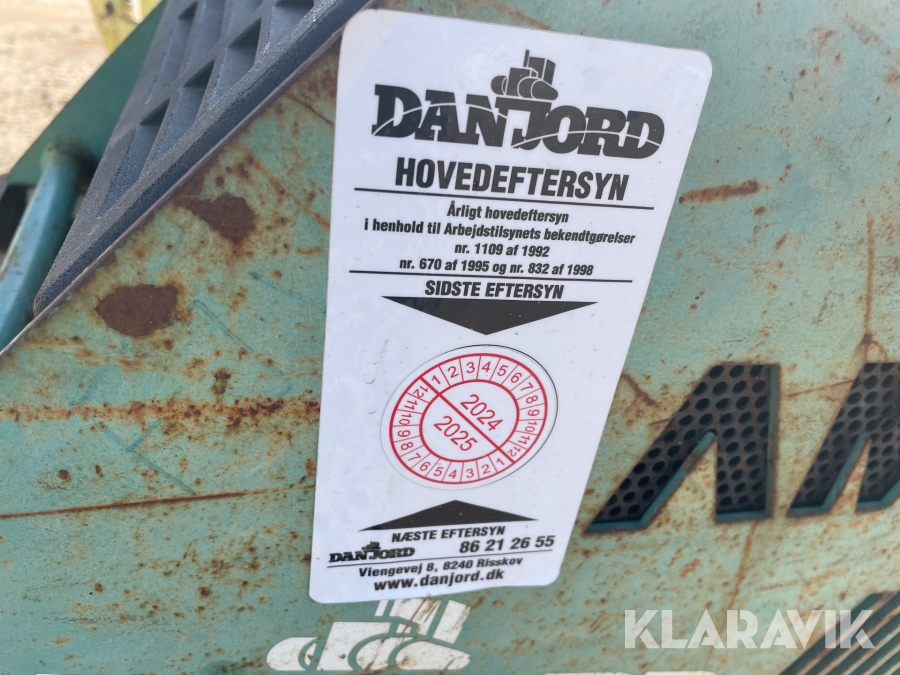 DANJORD
HOVEDEFTERSYN
Årligt hovedeftersyn
i henhold til Arbejdstilsynets bekendtgørelser
nr. 1109 af 1992
nr. 670 af 1995 og nr. 832 af 1998
SIDSTE EFTERSYN
1 2 3 4 5 6 7 8 9 10 11 12
2024
2025
12 11 10 9 8 7 6 5 4 3 2 1
NÆSTE EFTERSYN
DANJORD 86 21 26 55
Viengevej 8, 8240 Risskov
www.danjord.dk
KLARAVIK